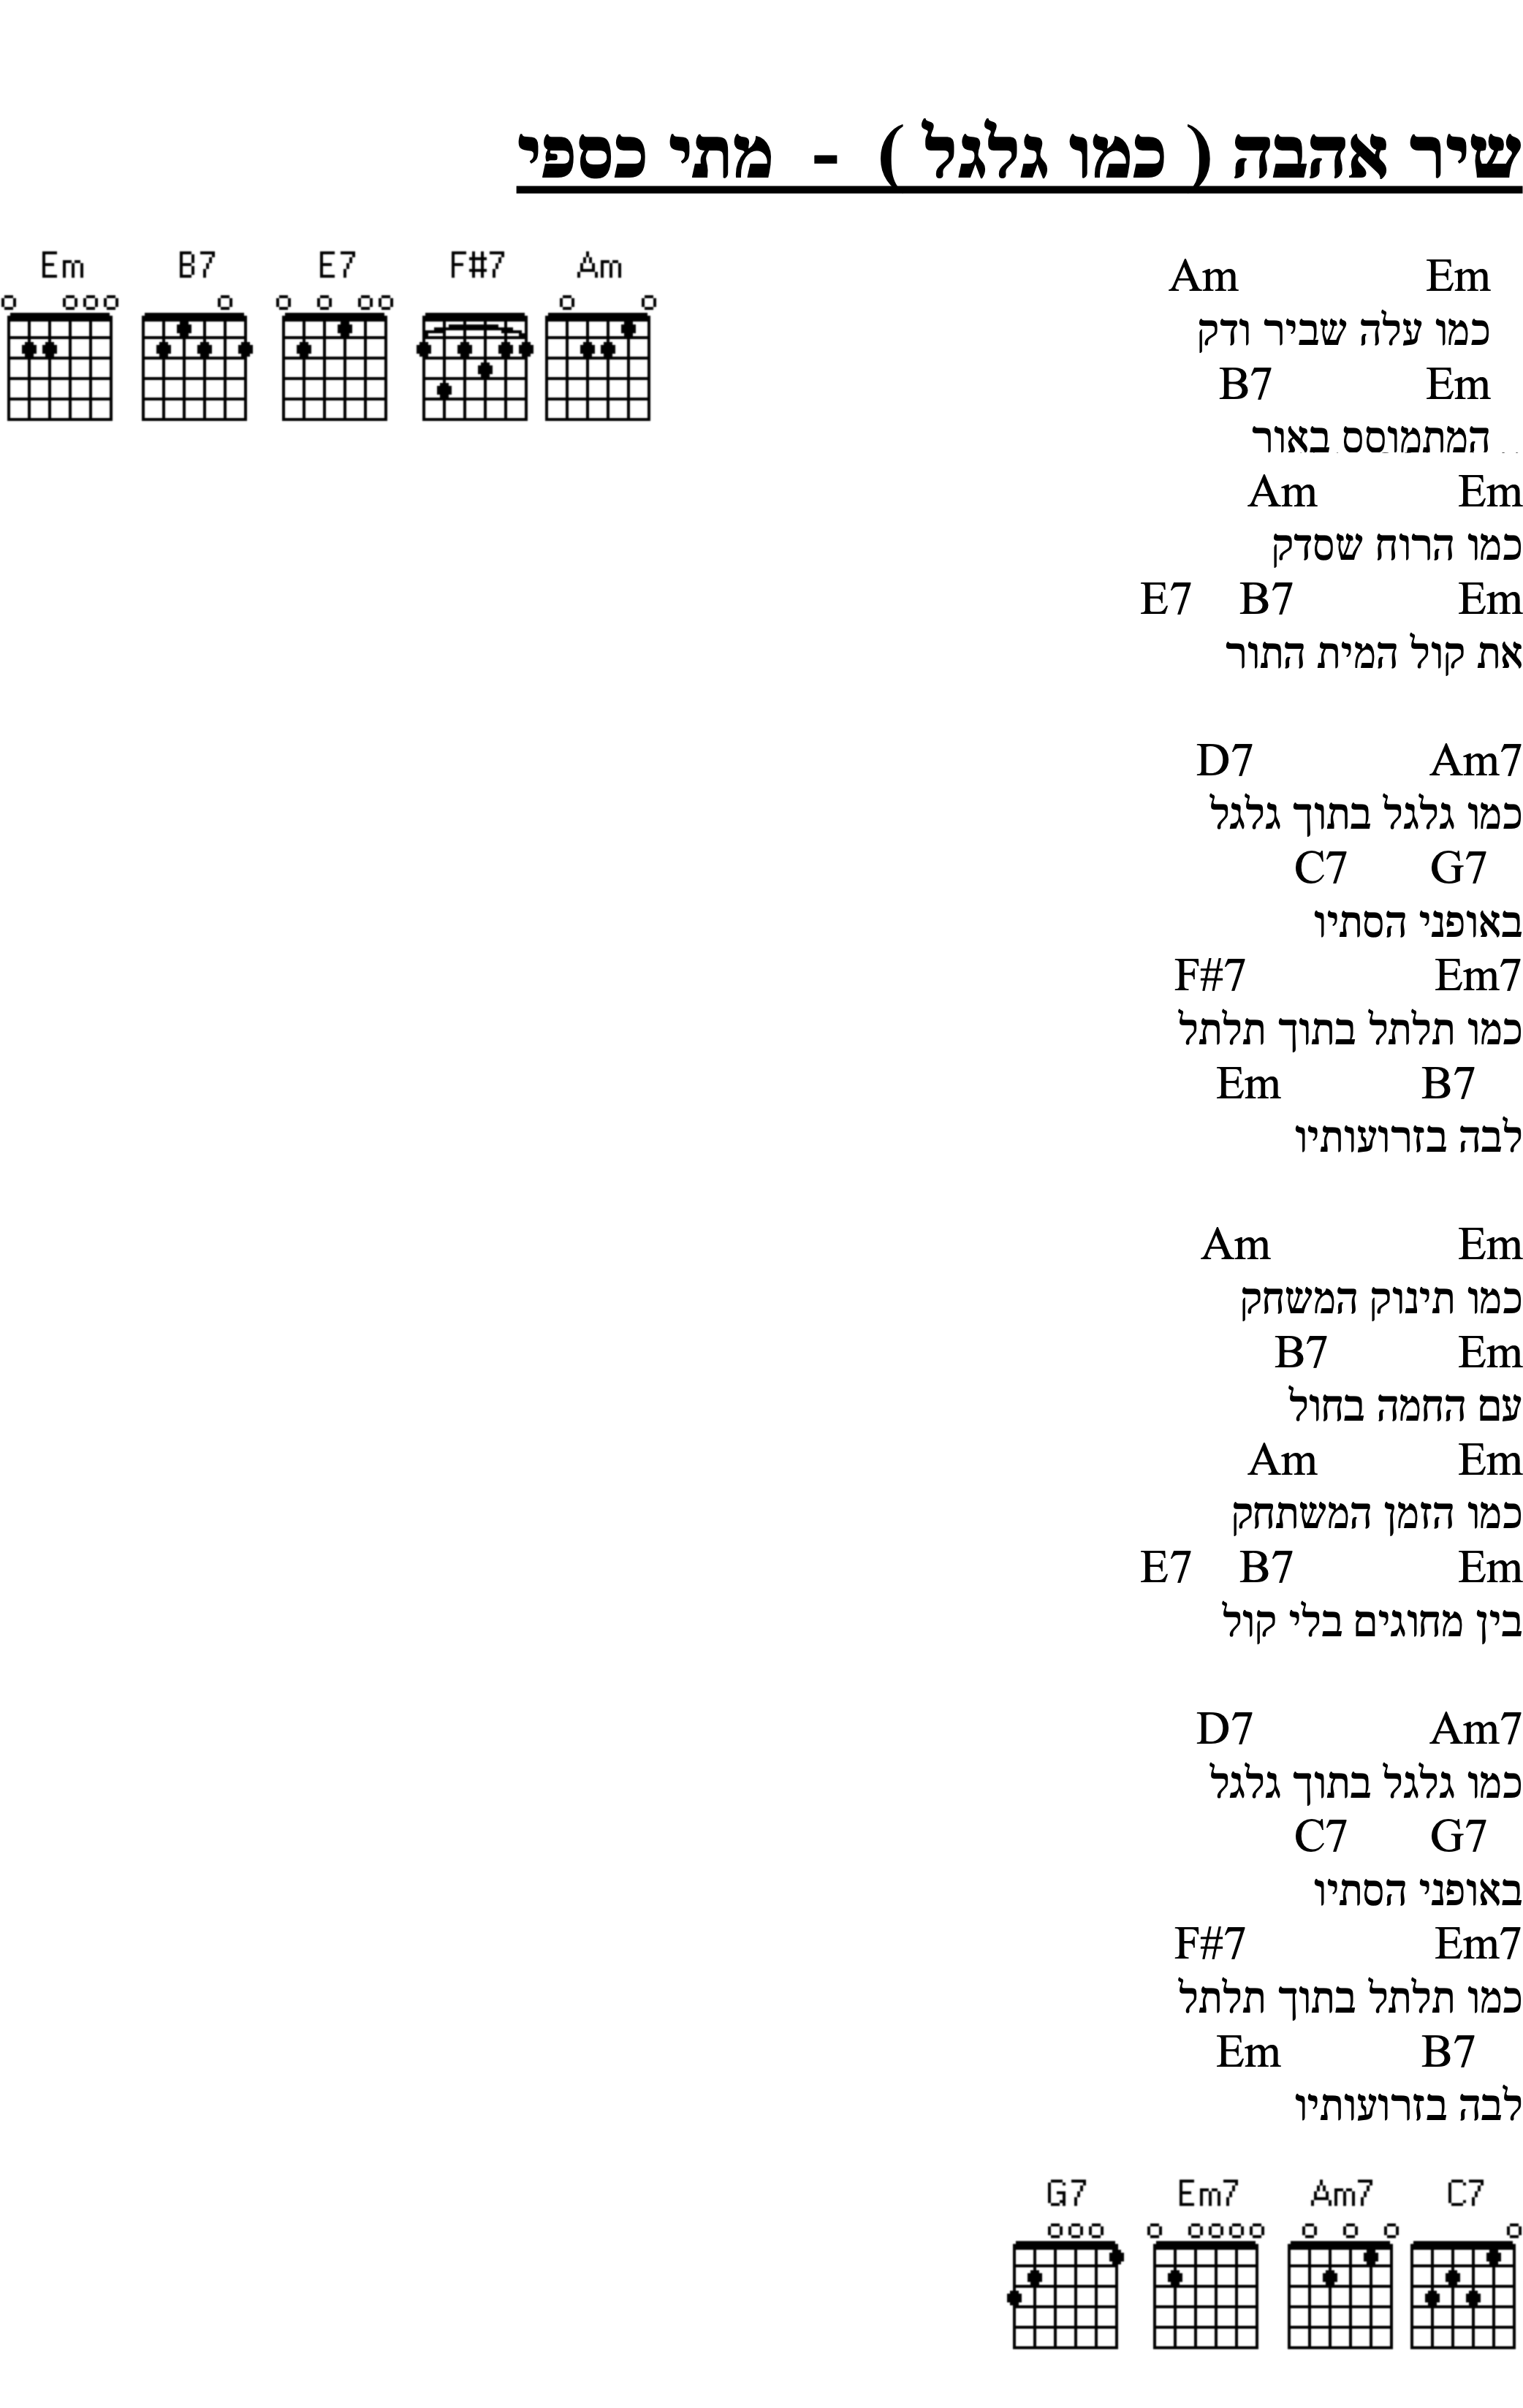 שיר אהבה ( כמו גלגל ) - מתי כספי
Em B7 E7 F#7 Am
Em Am
כמו עלה שביר ודק
Em B7
המתמוסס באור
Em Am
כמו הרוח שסדק
Em B7 E7
את קול המית התור
Am7 D7
כמו גלגל בתוך גלגל
G7 C7
באופני הסתיו
Em7 F#7
כמו תלתל בתוך תלתל
B7 Em
לבה בזרועותיו
Em Am
כמו תינוק המשחק
Em B7
עם החמה בחול
Em Am
כמו הזמן המשתחק
Em B7 E7
בין מחוגים בלי קול
Am7 D7
כמו גלגל בתוך גלגל
G7 C7
באופני הסתיו
Em7 F#7
כמו תלתל בתוך תלתל
B7 Em
לבה בזרועותיו
G7 Em7 Am7 C7